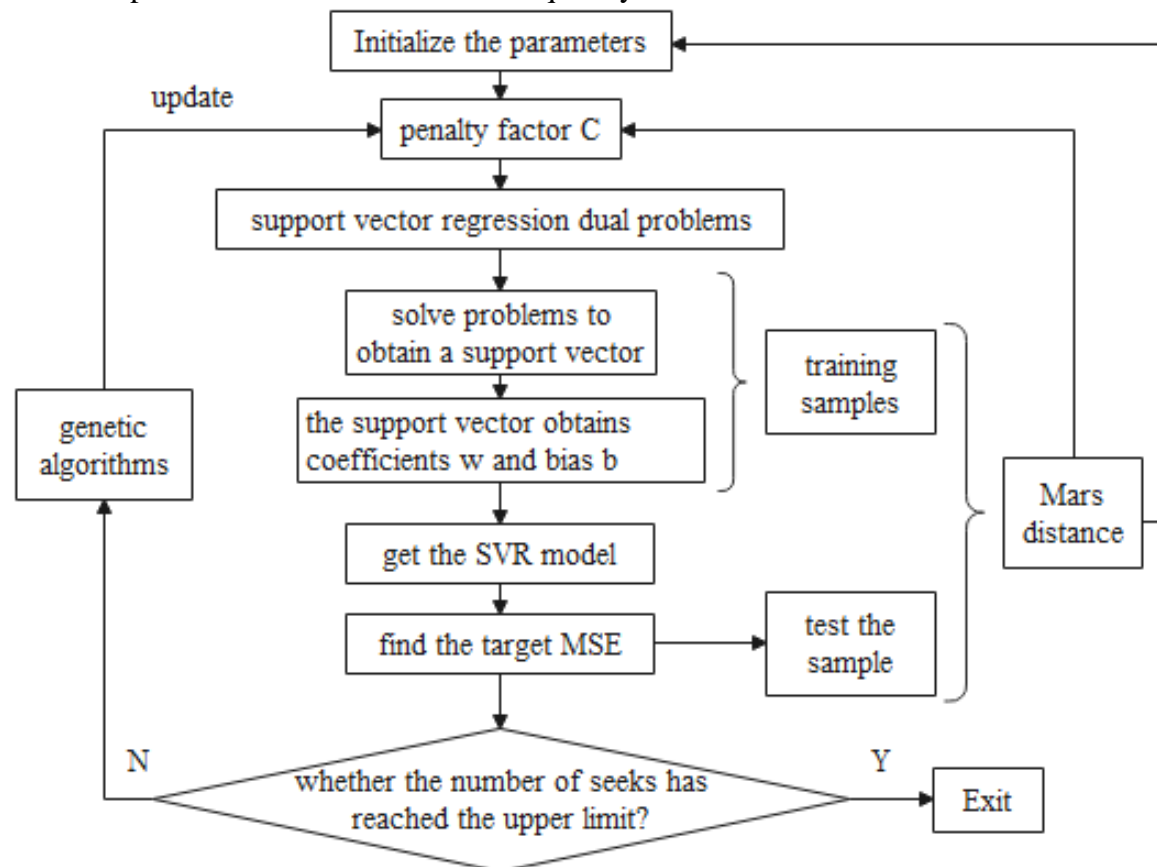 Initialize the parameters
update
penalty factor C
support vector regression dual problems
solve problems to
obtain a support vector
training
samples
genetic
algorithms
the support vector obtains
coefficients w and bias b
Mars
distance
get the SVR model
find the target MSE
test the
sample
N
whether the number of seeks has
reached the upper limit?
Y
Exit